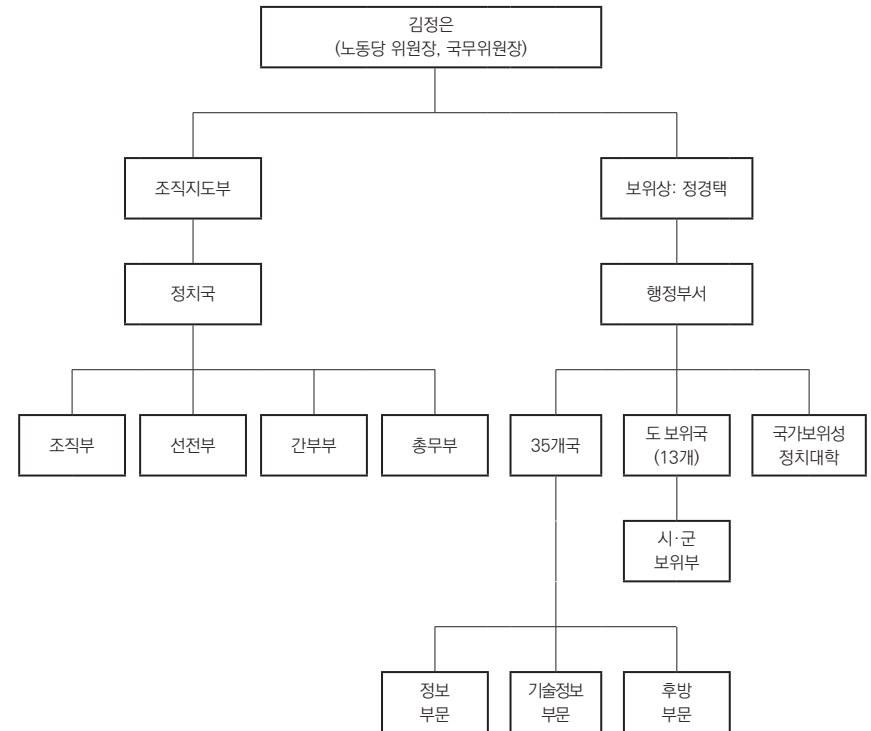 김정은
(노동당 위원장, 국무위원장)
조직지도부
보위상: 정경택
정치국
행정부서
조직부
선전부
간부부
총무부
35개국
도 보위국
(13개)
국가보위성
정치대학
시·군
보위부
정보
부문
기술정보
부문
후방
부문